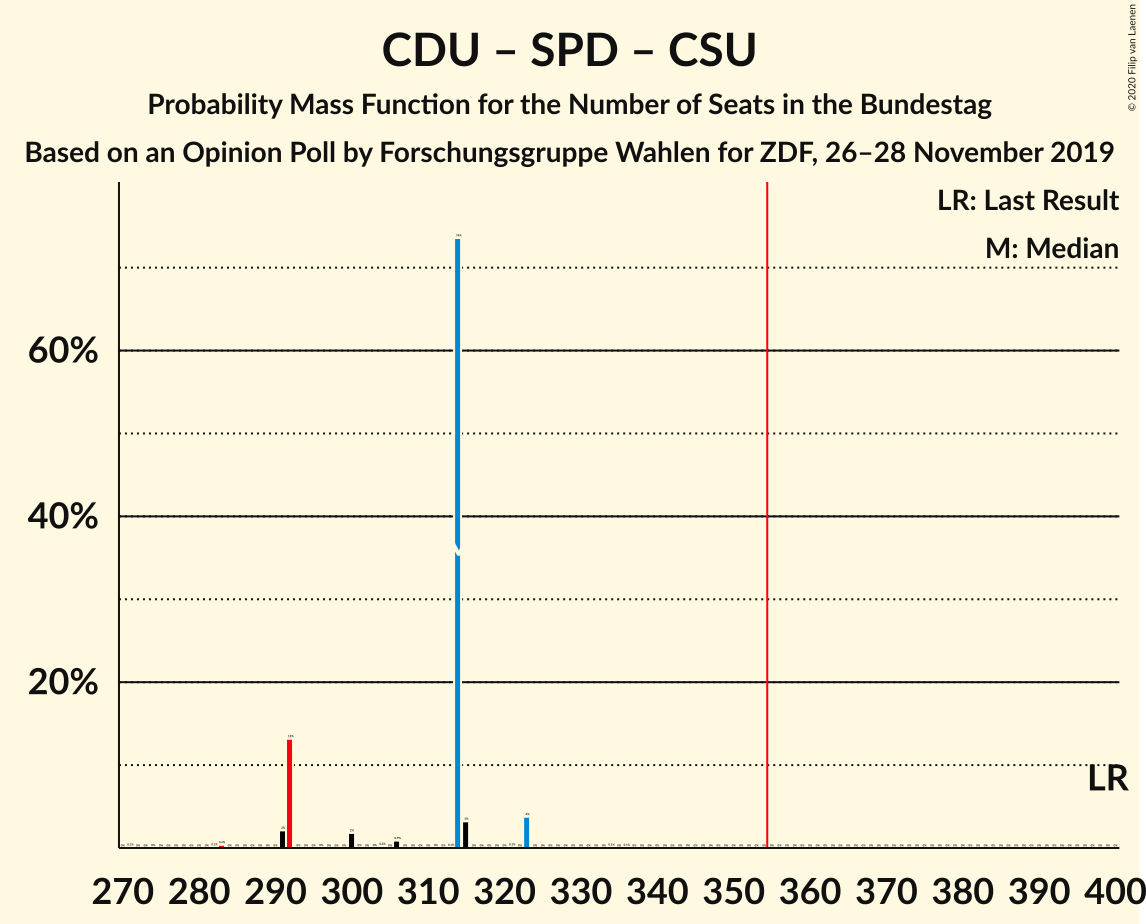 CDU – SPD – CSU
Probability Mass Function for the Number of Seats in the Bundestag
Based on an Opinion Poll by Forschungsgruppe Wahlen for ZDF, 26–28 November 2019
© 2020 Filip van Laenen
LR: Last Result
M: Median
60%
40%
20%
LR
270 280 290 300 310 320 330 340 350 360 370 380 390 400